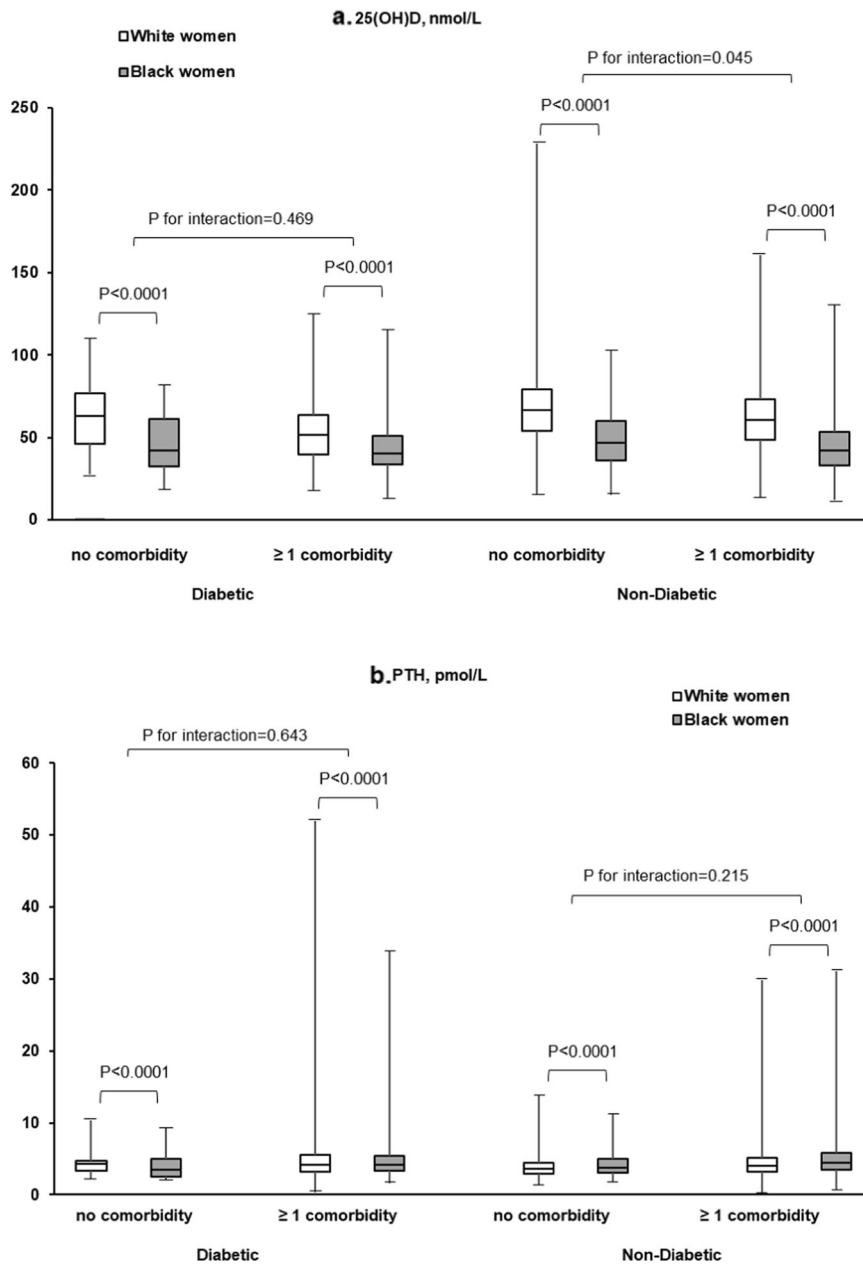 a. 25(OH)D, nmol/L
White women
Black women
P for interaction=0.045
P<0.0001
P<0.0001
P for interaction=0.469
P<0.0001
P<0.0001
250
200
150
100
50
0
no comorbidity ≥ 1 comorbidity no comorbidity ≥ 1 comorbidity
Diabetic Non-Diabetic
b. PTH, pmol/L
White women
Black women
P for interaction=0.643
P<0.0001
P for interaction=0.215
P<0.0001
P<0.0001
P<0.0001
60
50
40
30
20
10
0
no comorbidity ≥ 1 comorbidity no comorbidity ≥ 1 comorbidity
Diabetic Non-Diabetic